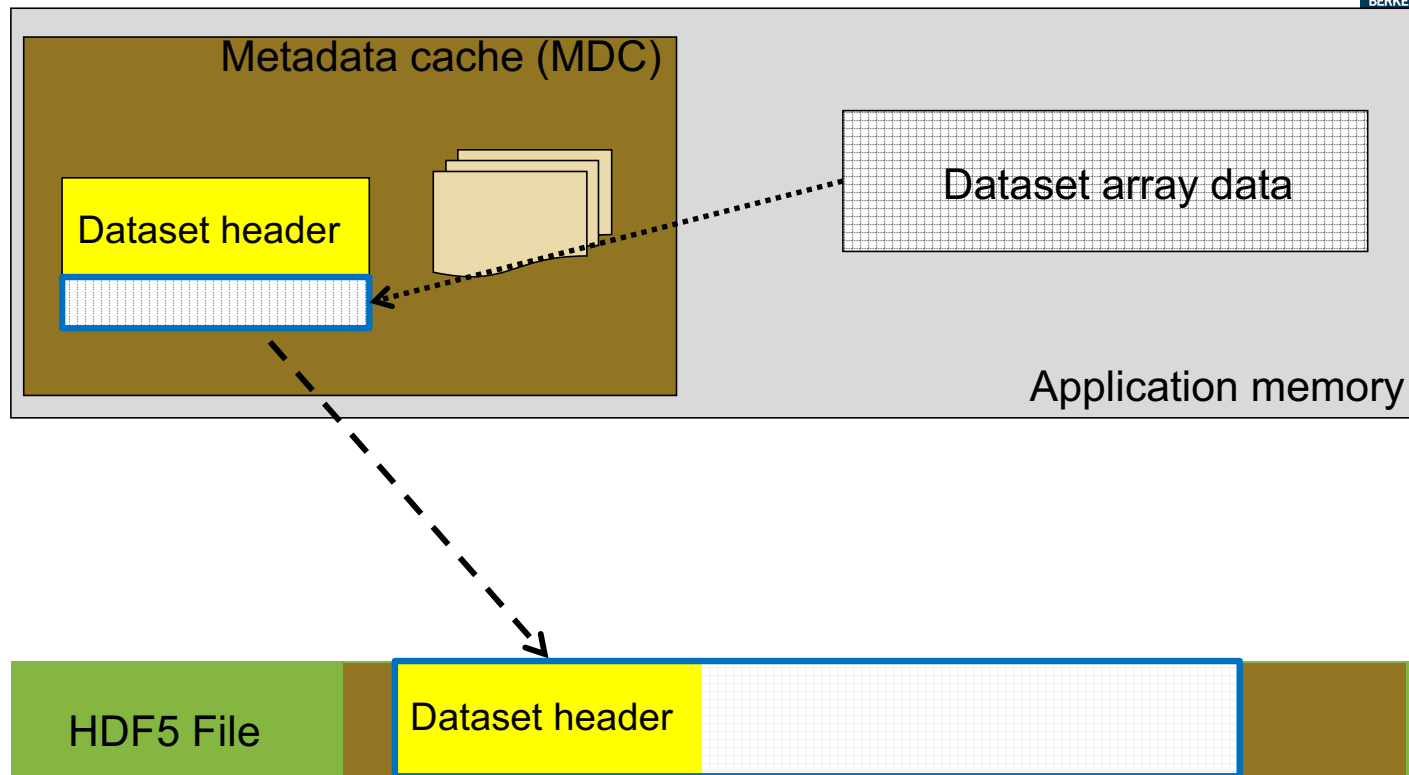 Metadata cache (MDC)
Dataset array data
Dataset header
Application memory
HDF5 File
Dataset header